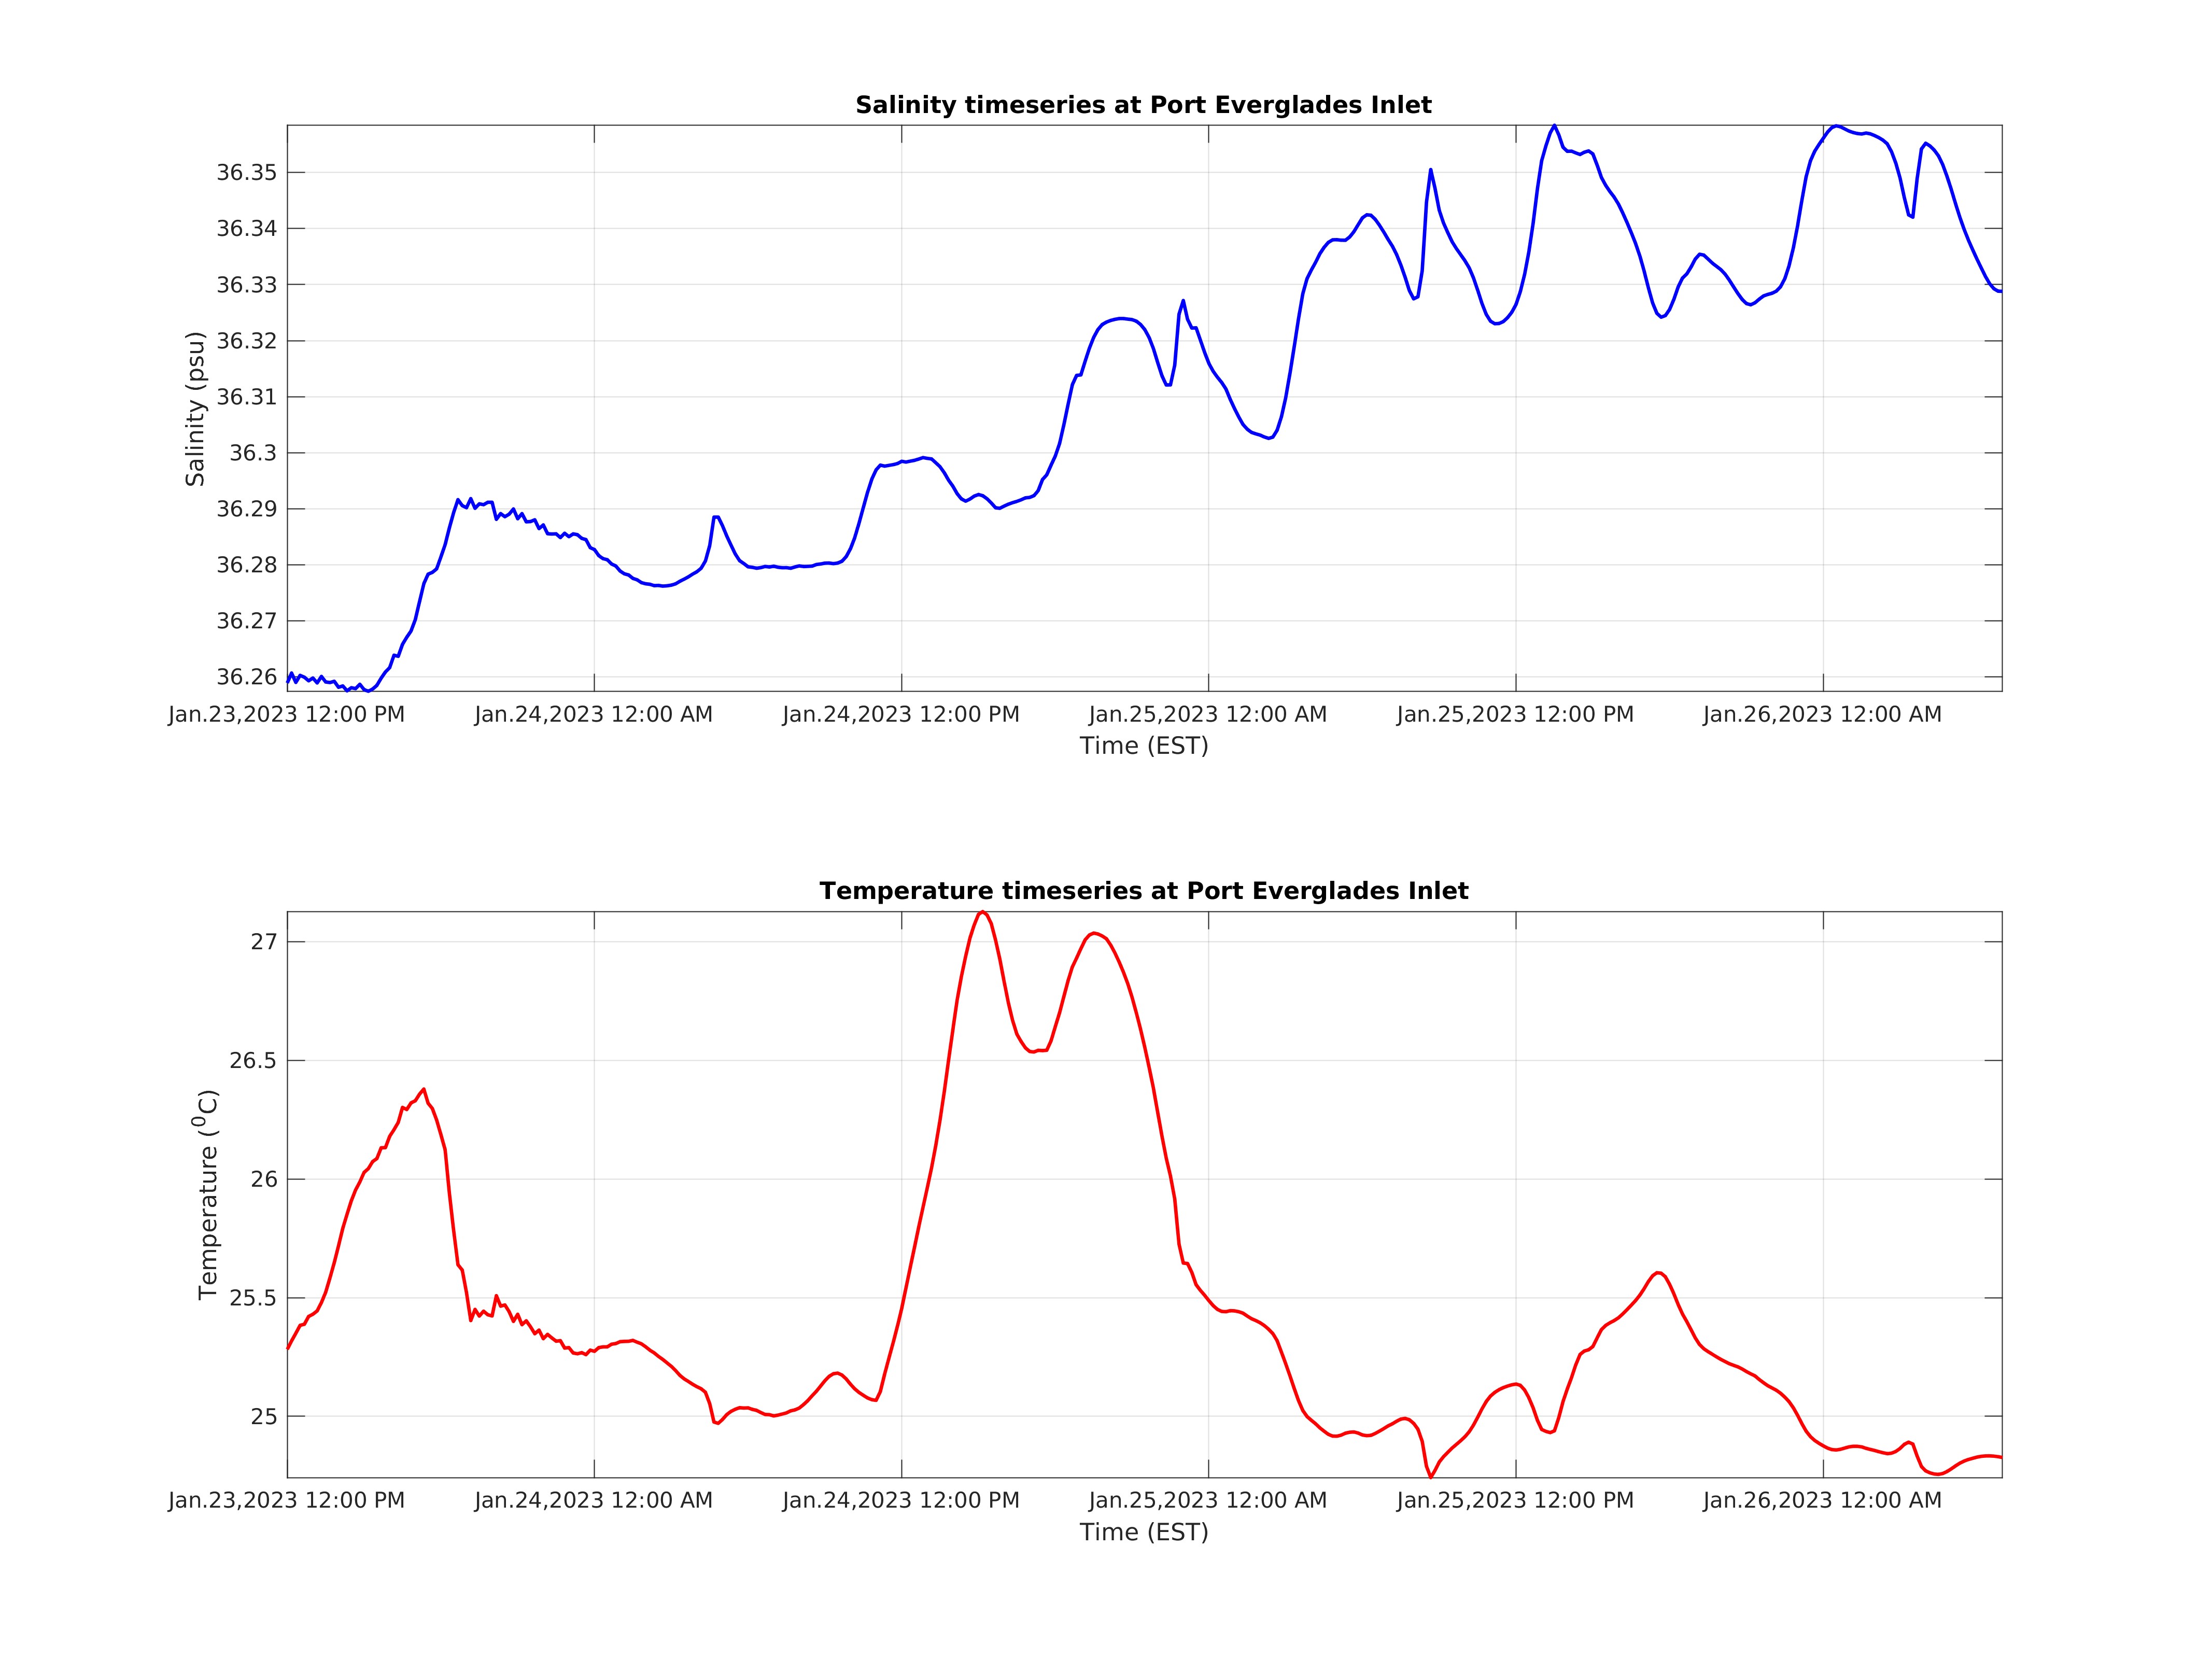 Salinity timeseries at Port Everglades Inlet
36.35
36.34
36.33
36.32
36.31
36.3
36.29
36.28
36.27
36.26
Salinity (psu)
Jan.23,2023 12:00 PM Jan.24,2023 12:00 AM Jan.24,2023 12:00 PM Jan.25,2023 12:00 AM Jan.25,2023 12:00 PM Jan.26,2023 12:00 AM
Time (EST)
Temperature timeseries at Port Everglades Inlet
27
26.5
26
25.5
25
Temperature (⁰C)
Jan.23,2023 12:00 PM Jan.24,2023 12:00 AM Jan.24,2023 12:00 PM Jan.25,2023 12:00 AM Jan.25,2023 12:00 PM Jan.26,2023 12:00 AM
Time (EST)